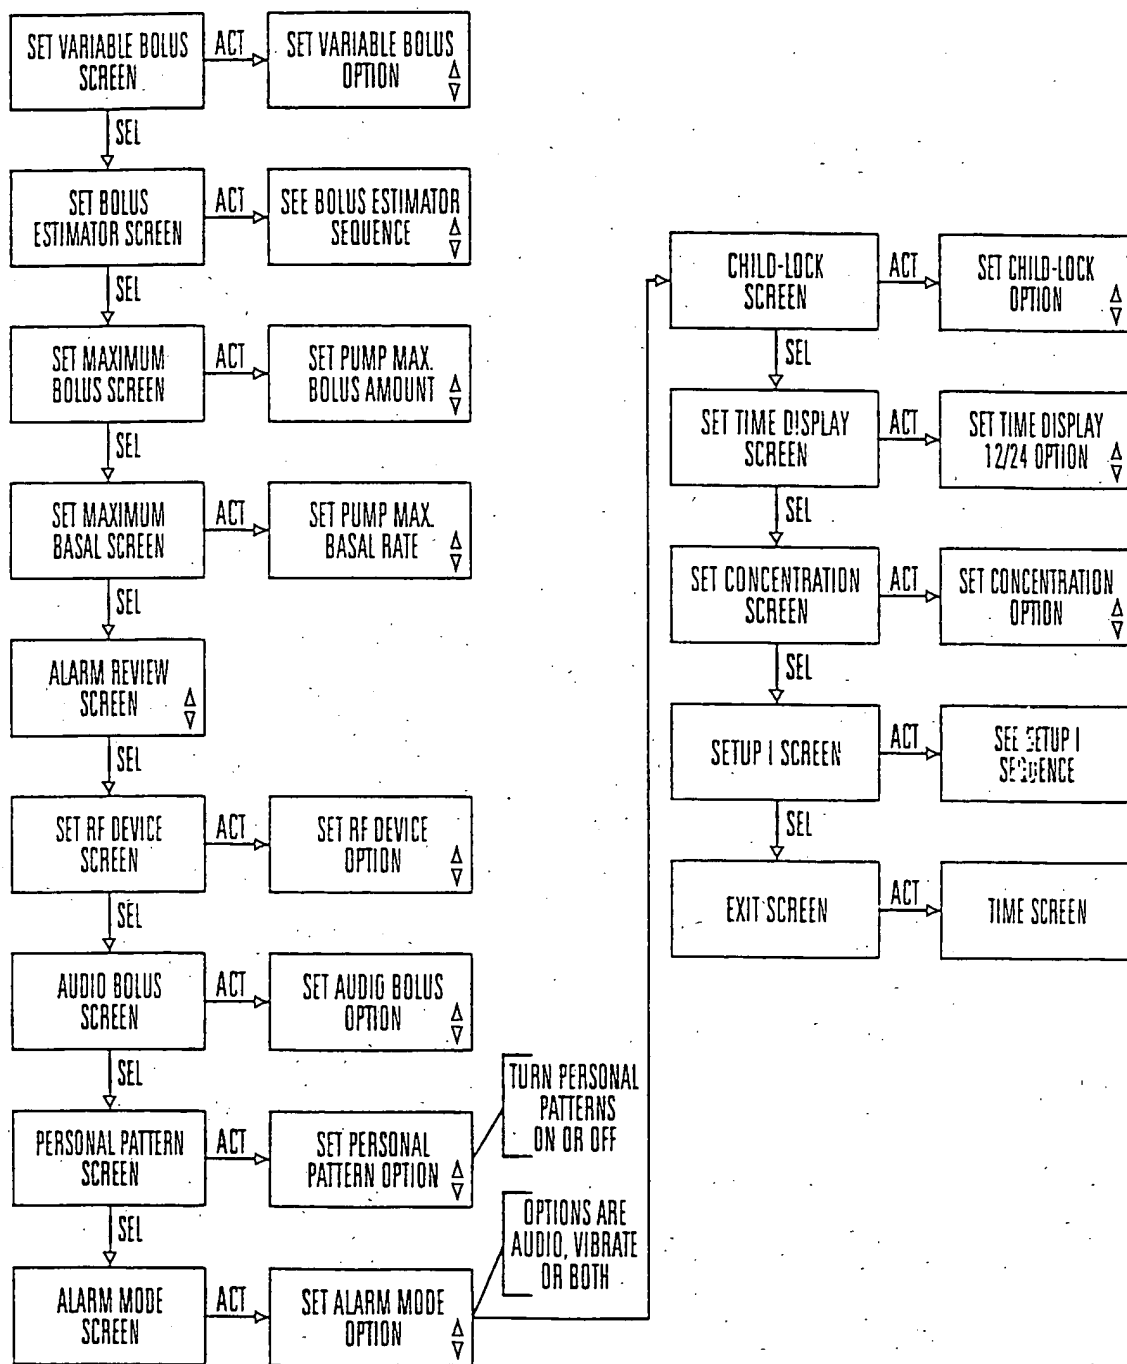 SET VARIABLE BOLUS
SCREEN
ACT
SET VARIABLE BOLUS
OPTION
SEL
SET BOLUS
ESTIMATOR SCREEN
ACT
SEE BOLUS ESTIMATOR
SEQUENCE
SEL
SET MAXIMUM
BOLUS SCREEN
ACT
SET PUMP MAX.
BOLUS AMOUNT
SEL
SET MAXIMUM
BASAL SCREEN
ACT
SET PUMP MAX.
BASAL RATE
SEL
ALARM REVIEW
SCREEN
SEL
SET RF DEVICE
SCREEN
ACT
SET RF DEVICE
OPTION
SEL
AUDIO BOLUS
SCREEN
ACT
SET AUDIO BOLUS
OPTION
SEL
PERSONAL PATTERN
SCREEN
ACT
SET PERSONAL
PATTERN OPTION
TURN PERSONAL
PATTERNS
ON OR OFF
SEL
ALARM MODE
SCREEN
ACT
SET ALARM MODE
OPTION
OPTIONS ARE
AUDIO, VIBRATE
OR BOTH
CHILD-LOCK
SCREEN
ACT
SET CHILD-LOCK
OPTION
SEL
SET TIME DISPLAY
SCREEN
ACT
SET TIME DISPLAY
12/24 OPTION
SEL
SET CONCENTRATION
SCREEN
ACT
SET CONCENTRATION
OPTION
SEL
SETUP I SCREEN
ACT
SEE SETUP I
SEQUENCE
SEL
EXIT SCREEN
ACT
TIME SCREEN